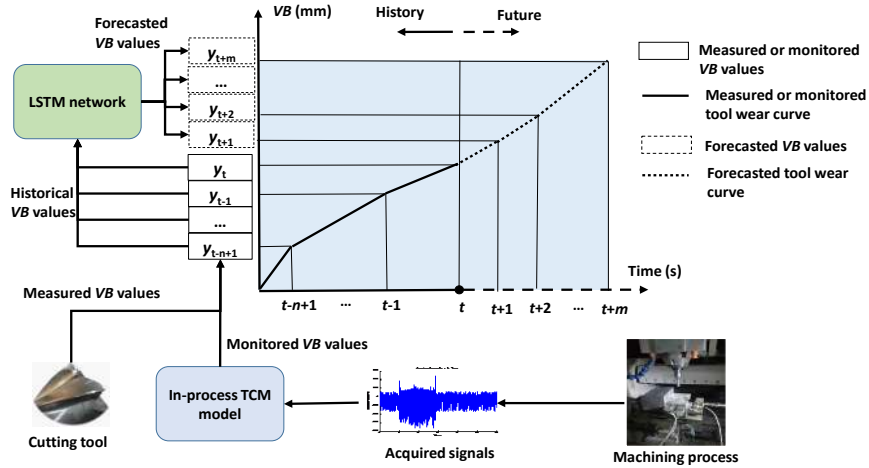 VB (mm)
History
Future
Forecasted
VB values
y_{t+m}
...
y_{t+2}
y_{t+1}
LSTM network
y_t
y_{t-1}
...
y_{t-n+1}
Historical
VB values
Measured or monitored
VB values
Measured or monitored
tool wear curve
Forecasted VB values
Forecasted tool wear
curve
Time (s)
t-n+1 ... t-1 t t+1 t+2 ... t+m
Measured VB values
Monitored VB values
In-process TCM
model
Cutting tool
Acquired signals
Machining process